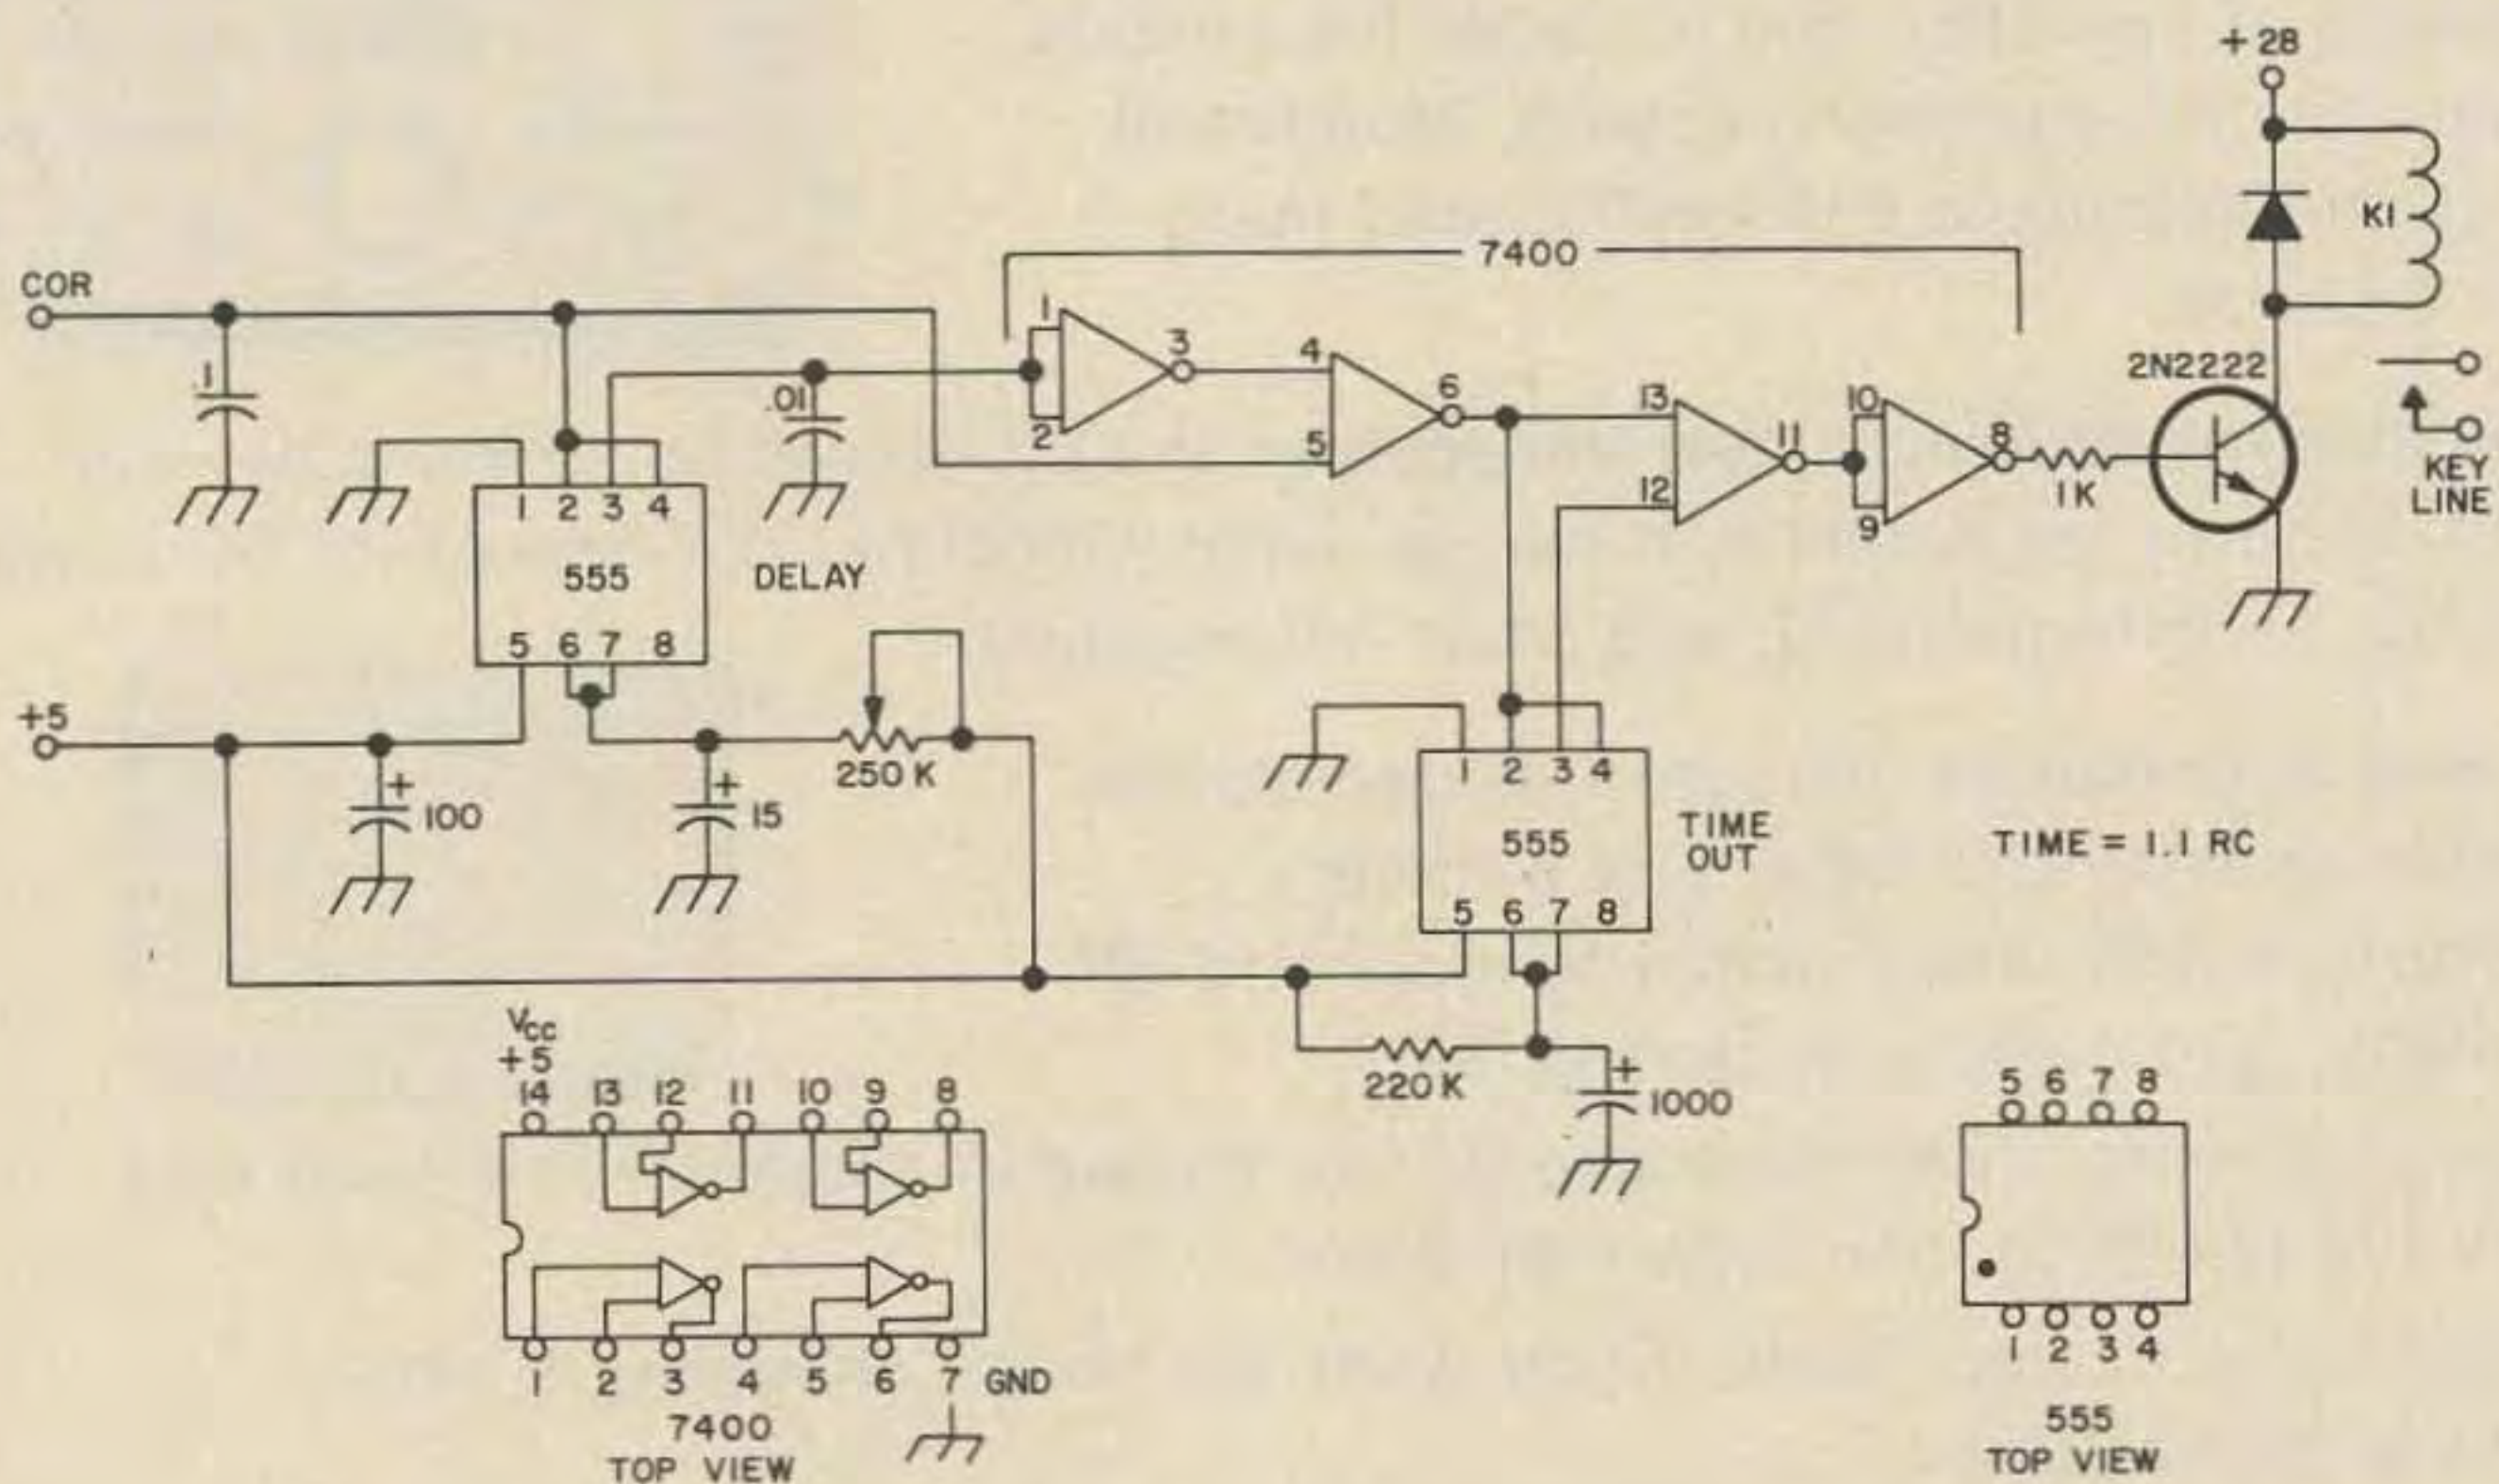 +28
K1
COR
7400
.1
.01
1
2
3
4
5
6
13
12
11
10
9
8
1K
2N2222
KEY
LINE
1 2 3 4
555
5 6 7 8
DELAY
+5
+
100
+
15
250 K
1 2 3 4
555
5 6 7 8
TIME
OUT
TIME = 1.1 RC
220 K
+
1000
VCC
+5
14 13 12 11 10 9 8
1 2 3 4 5 6 7 GND
7400
TOP VIEW
5 6 7 8
1 2 3 4
555
TOP VIEW